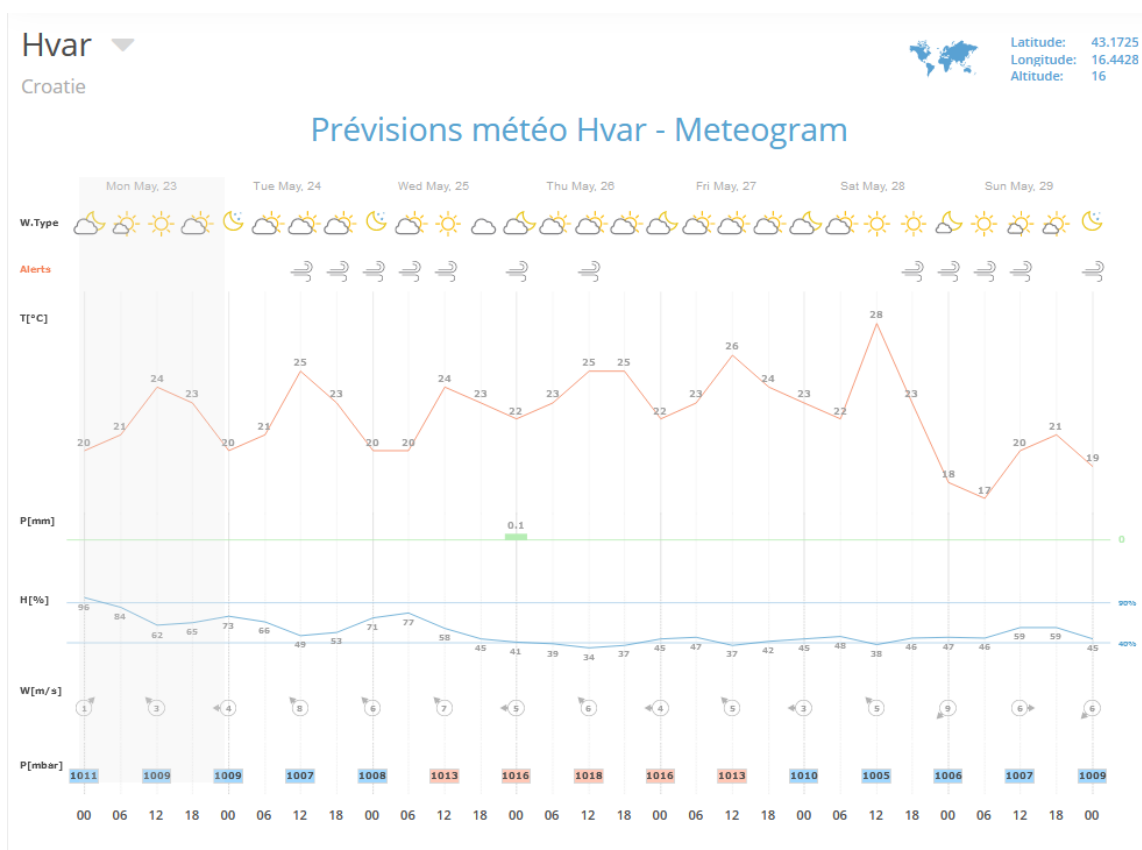 Hvar
Croatie
Latitude: 43.1725
Longitude: 16.4428
Altitude: 16
Prévisions météo Hvar - Meteogram
Mon May, 23 Tue May, 24 Wed May, 25 Thu May, 26 Fri May, 27 Sat May, 28 Sun May, 29
W.Type
Alerts
T[°C]
20 21 24 23 20 21 25 23 20 20 24 23 22 23 25 25 22 23 26 24 23 22 28 23 18 17 20 21 19
P[mm]
0.1
0
H[%]
90%
96 84 62 65 73 66 49 53 71 77 58 45 41 39 34 37 45 47 37 42 45 48 38 46 47 46 59 59 45
40%
W[m/s]
1 3 4 8 6 7 5 6 4 5 3 5 9 6 6
P[mbar]
1011 1009 1009 1007 1008 1013 1016 1018 1016 1013 1010 1005 1006 1007 1009
00 06 12 18 00 06 12 18 00 06 12 18 00 06 12 18 00 06 12 18 00 06 12 18 00 06 12 18 00